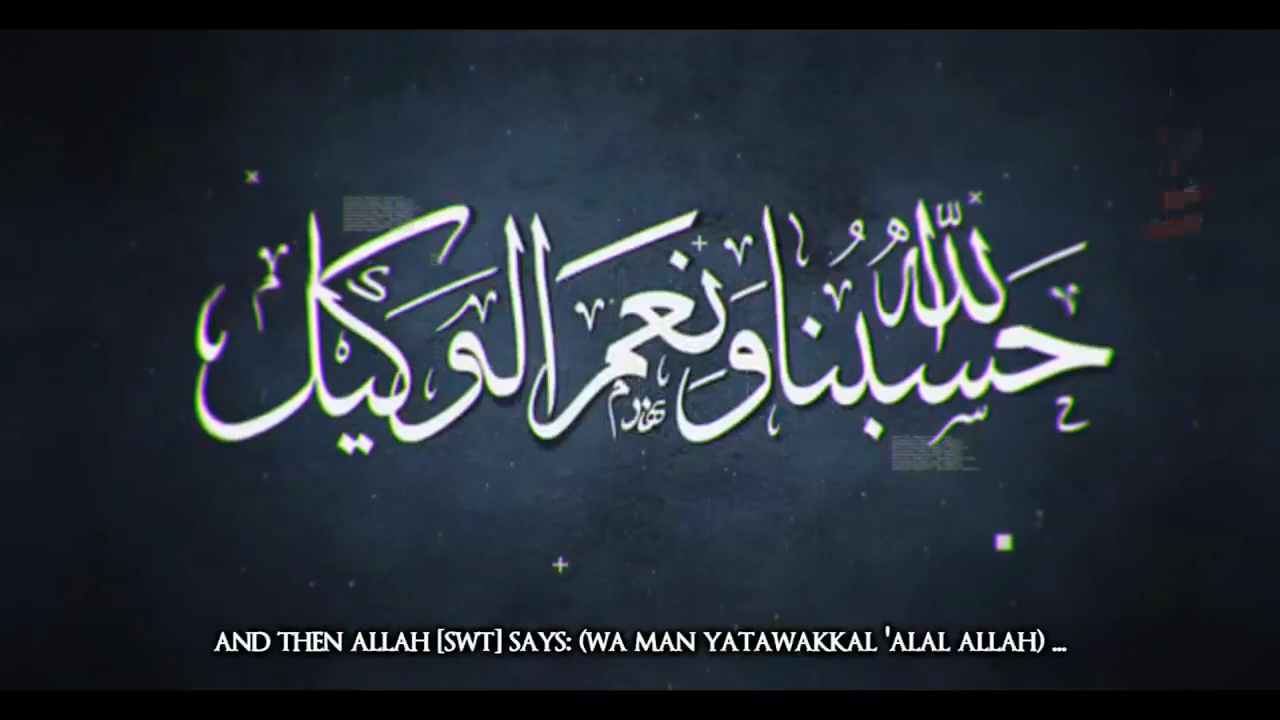 حسبنا الله ونعم الوكيل
AND THEN ALLAH [SWT] SAYS: (WA MAN YATAWAKKAL 'ALAL ALLAH) ...